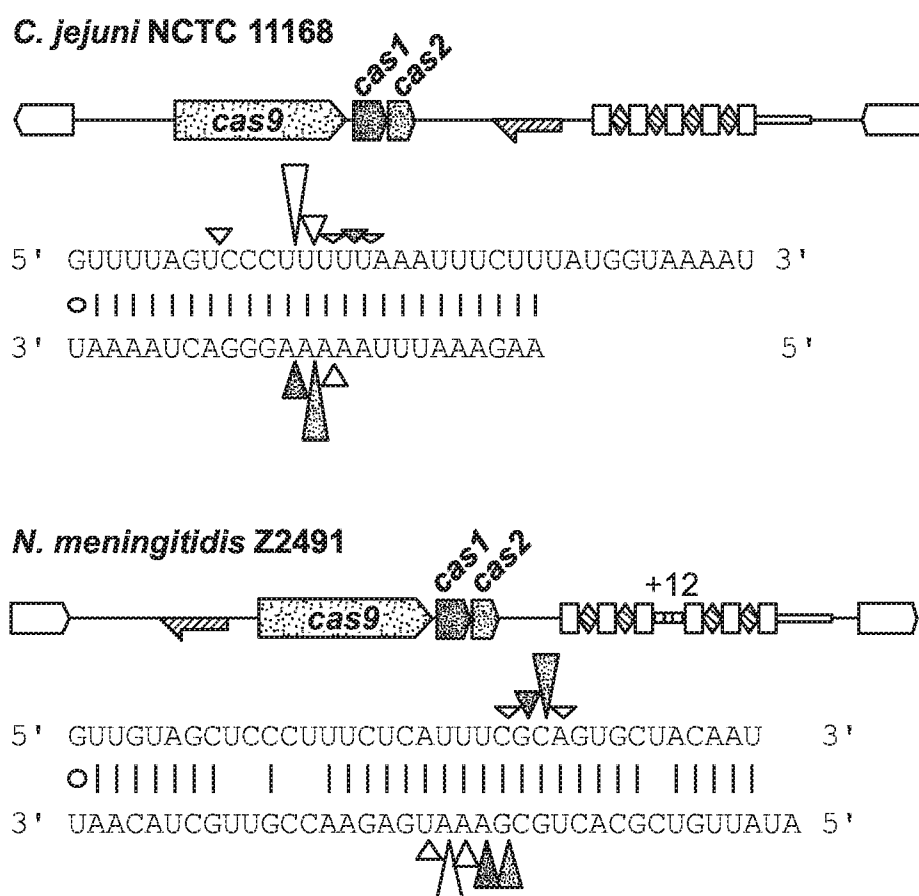 C. jejuni NCTC 11168
cas1
cas2
cas9
5' GUUUUAGUCCCUUUUUAAAUUUCUUUAUGGUAAAAU 3'
3' UAAAAUCAGGGAAAAAUUUAAAGAA 5'
N. meningitidis Z2491
cas1
cas2
+12
cas9
5' GUUGUAGCUCCCUUUCUCAUUUCGCAGUGCUACAAU 3'
3' UAACAUCGUUGCCAAGAGUAAAGCGUCACGCUGUUAUA 5'